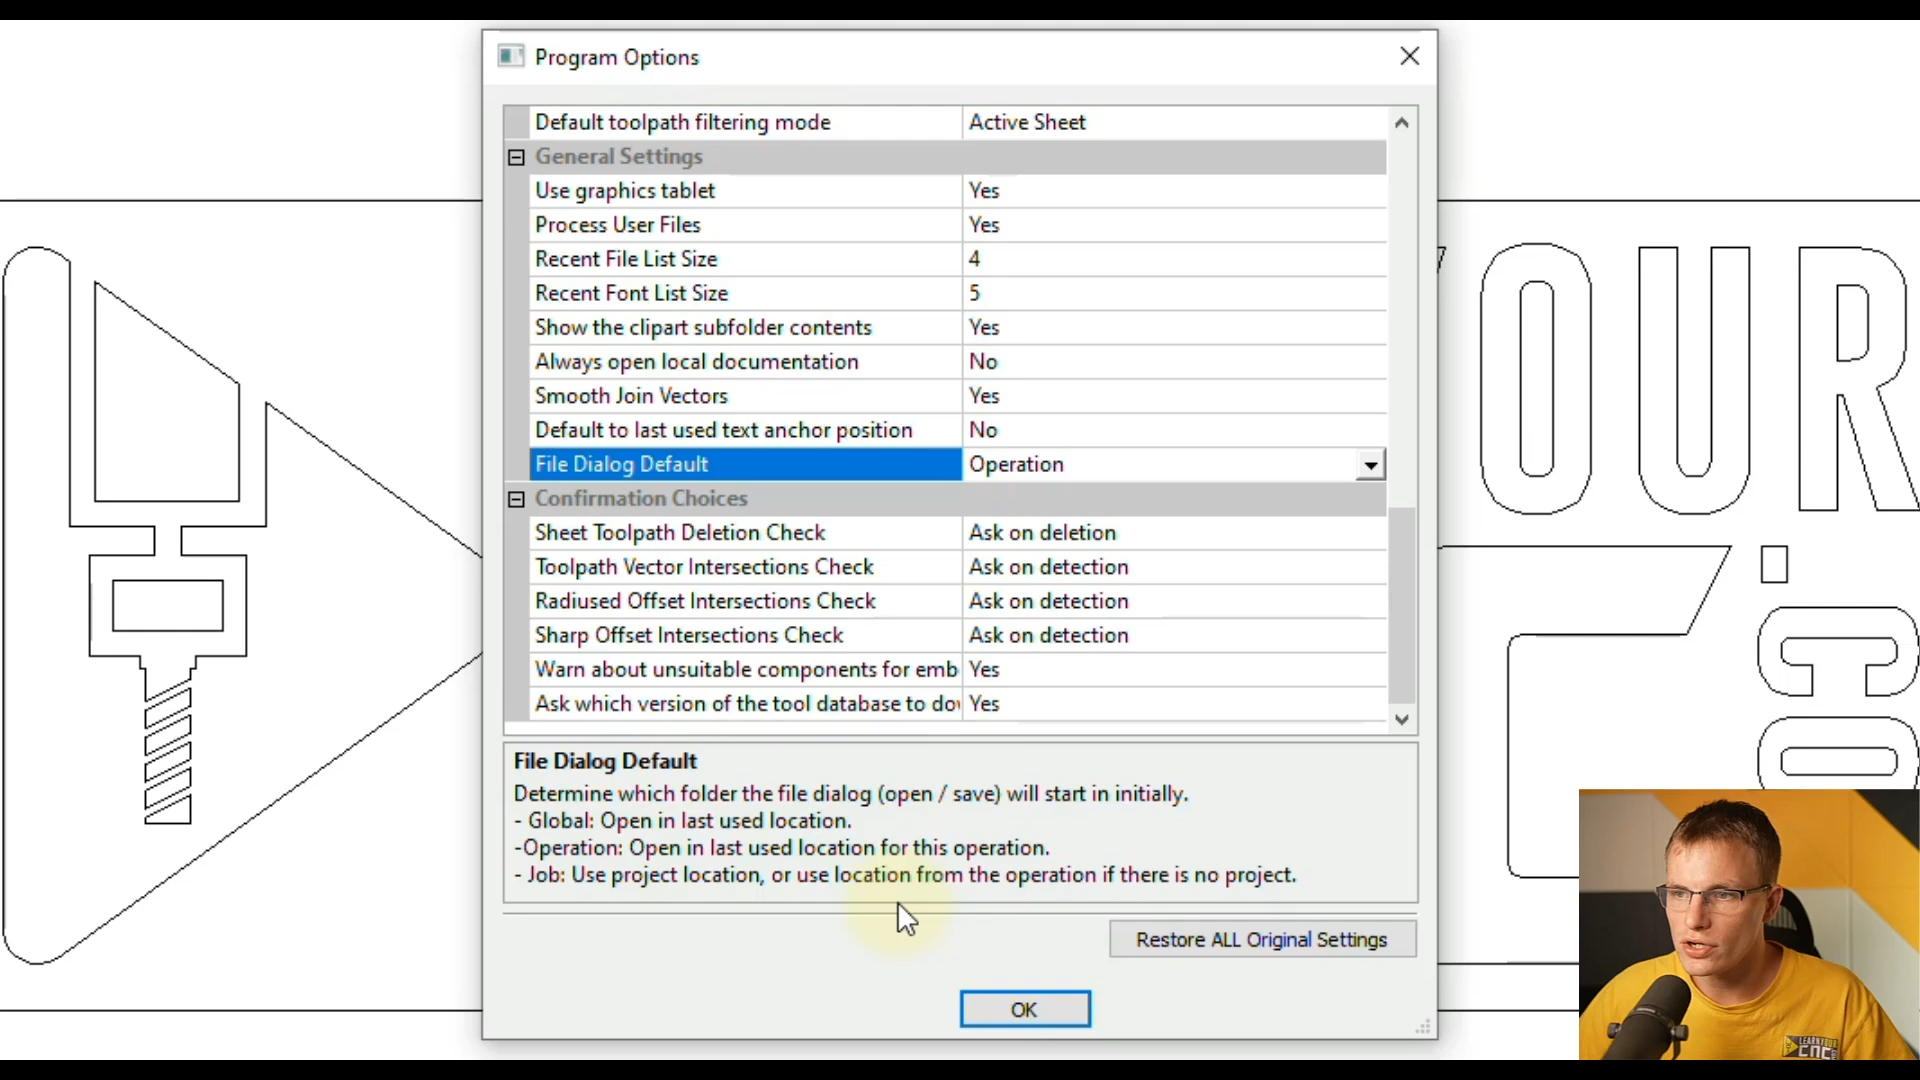 Program Options
Default toolpath filtering mode Active Sheet
General Settings
Use graphics tablet Yes
Process User Files Yes
Recent File List Size 4
Recent Font List Size 5
Show the clipart subfolder contents Yes
Always open local documentation No
Smooth Join Vectors Yes
Default to last used text anchor position No
File Dialog Default Operation
Confirmation Choices
Sheet Toolpath Deletion Check Ask on deletion
Toolpath Vector Intersections Check Ask on detection
Radiused Offset Intersections Check Ask on detection
Sharp Offset Intersections Check Ask on detection
Warn about unsuitable components for emb Yes
Ask which version of the tool database to do Yes
File Dialog Default
Determine which folder the file dialog (open / save) will start in initially.
- Global: Open in last used location.
-Operation: Open in last used location for this operation.
- Job: Use project location, or use location from the operation if there is no project.
Restore ALL Original Settings
OK
OUR
CO
LEARN YOUR
CNC